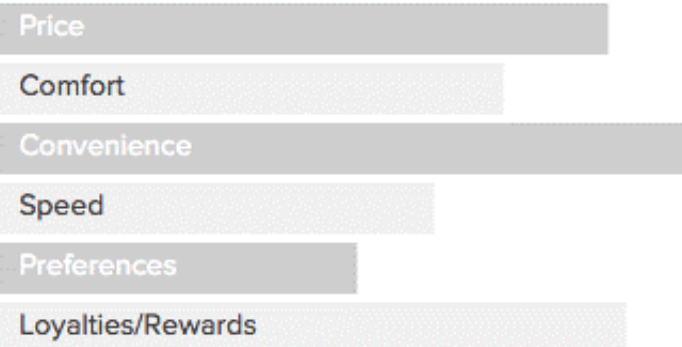 Price
Comfort
Convenience
Speed
Preferences
Loyalties/Rewards